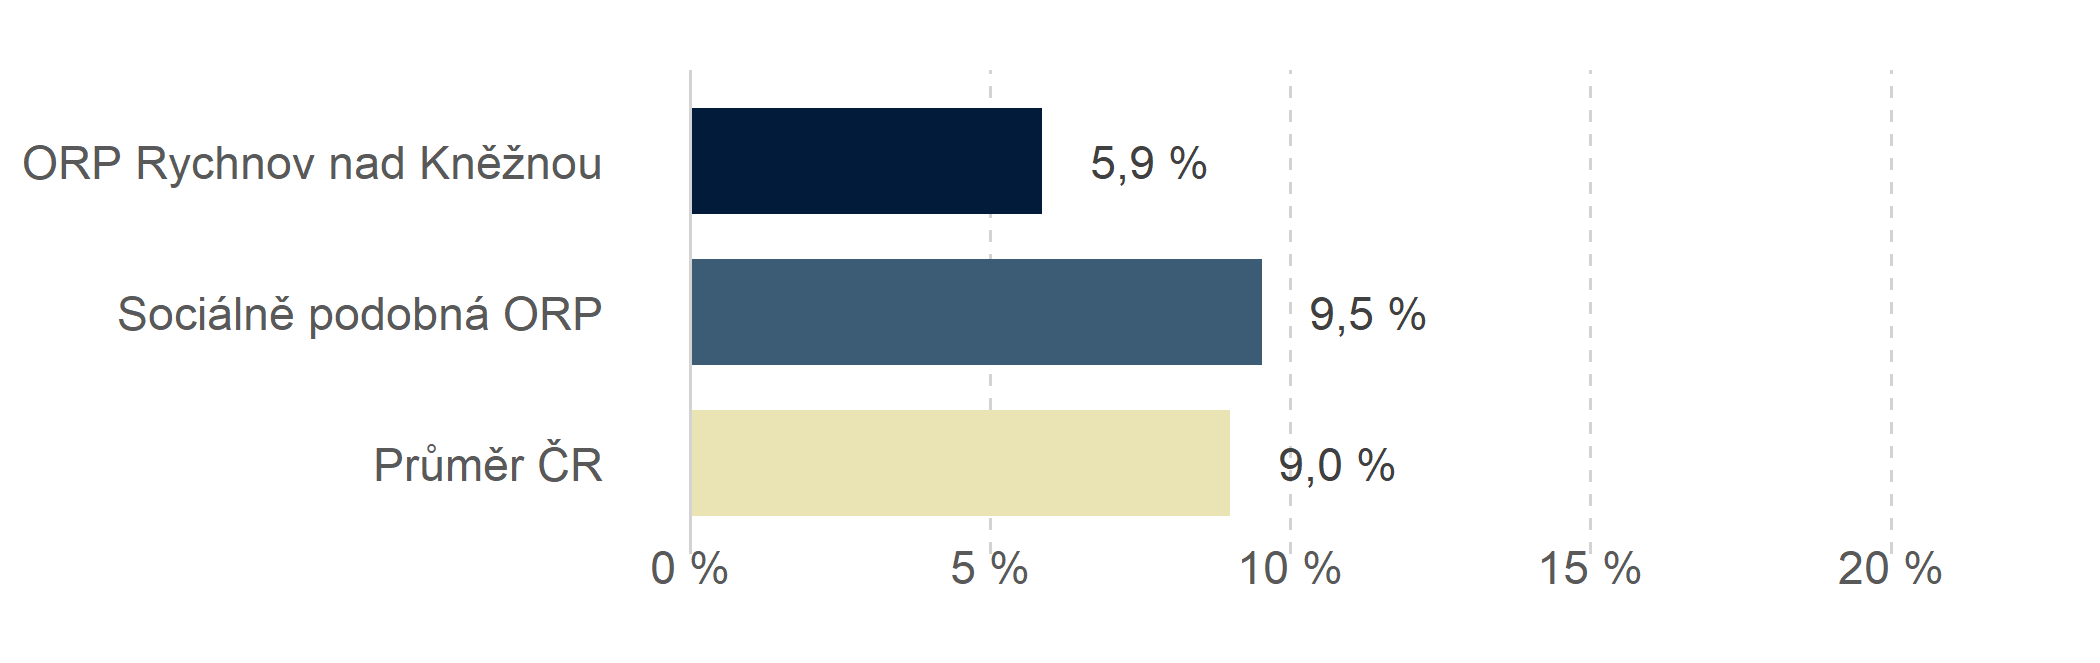 ORP Rychnov nad Kněžnou
5,9 %
Sociálně podobná ORP
9,5 %
Průměr ČR
9,0 %
0 %
5 %
10 %
15 %
20 %